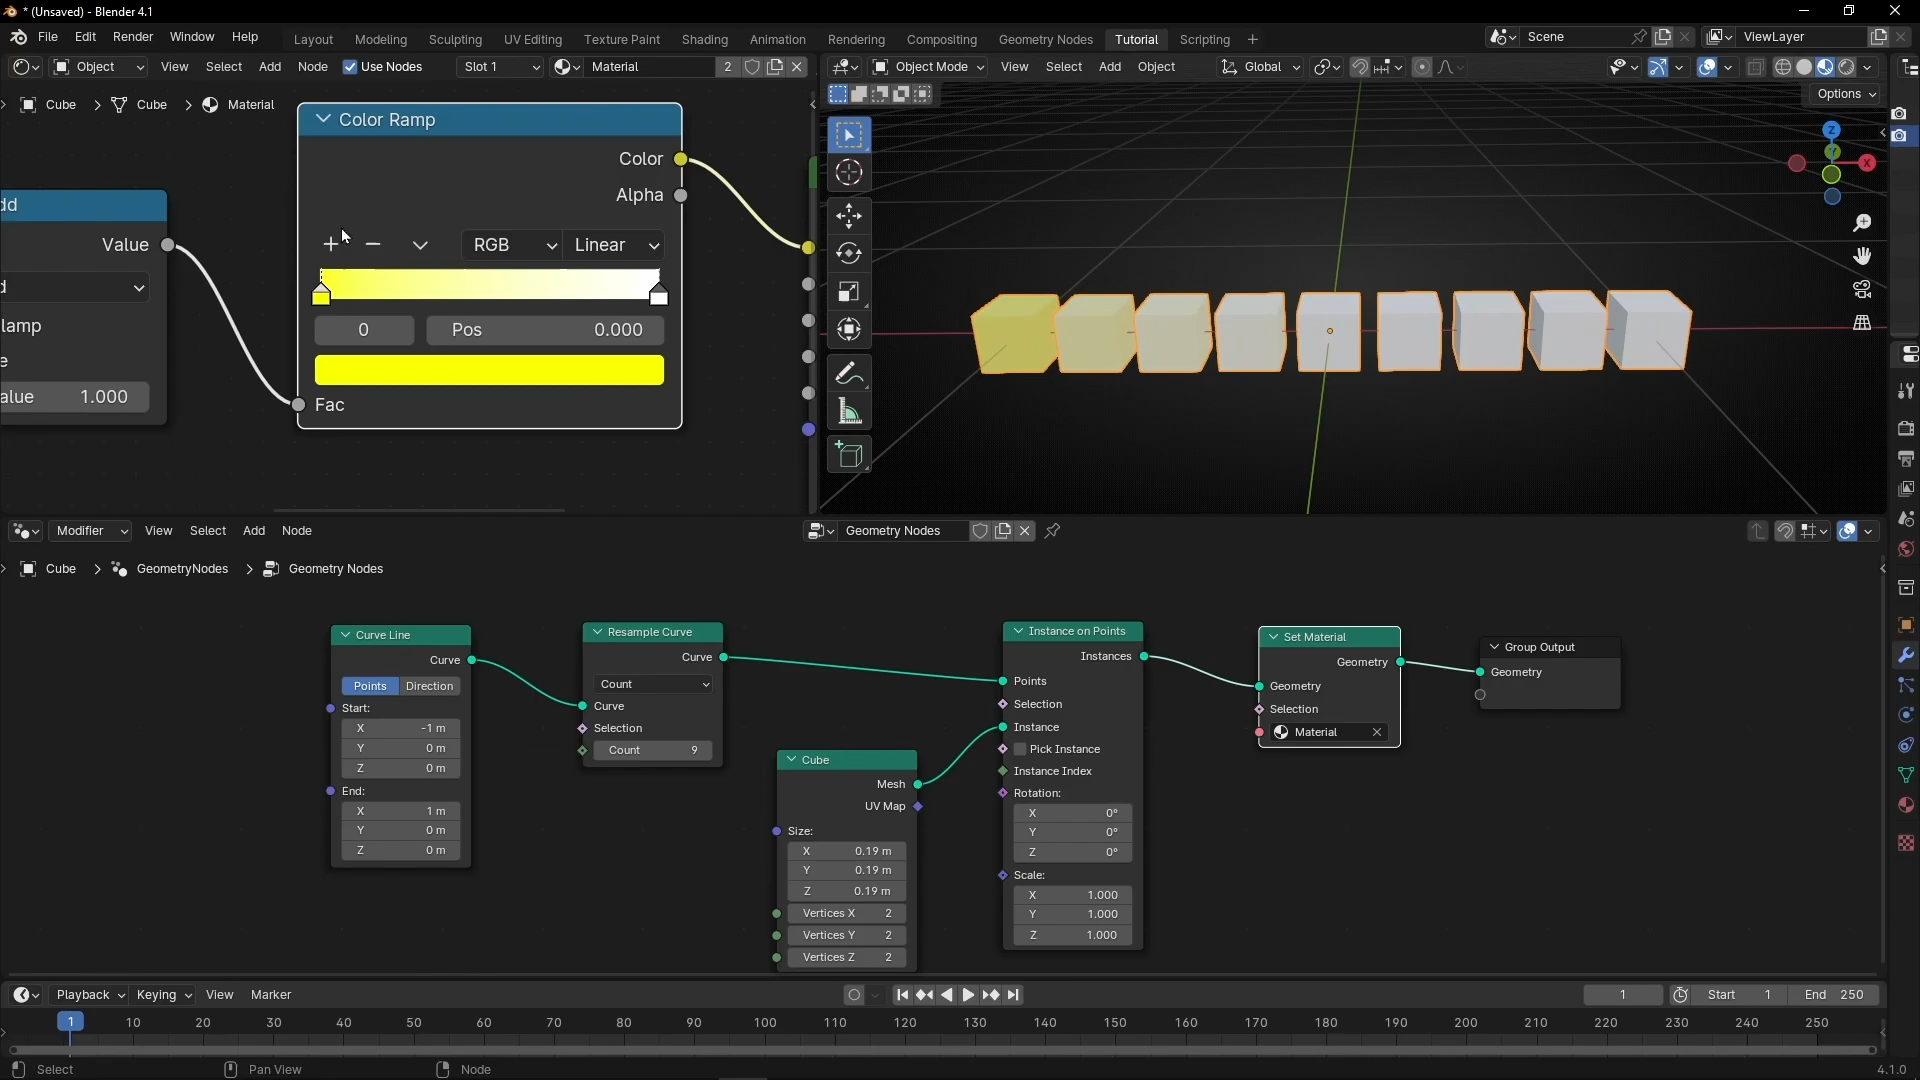 * (Unsaved) - Blender 4.1
File Edit Render Window Help
Layout Modeling Sculpting UV Editing Texture Paint Shading Animation Rendering Compositing Geometry Nodes Tutorial Scripting +
Scene
ViewLayer
Object View Select Add Node Use Nodes Slot 1 Material 2
Object Mode View Select Add Object Global
Options
Cube > Cube > Material
Color Ramp
Color
Alpha
RGB Linear
0 Pos 0.000
Fac
dd
Value
d
lamp
e
alue 1.000
Z
Y
X
Modifier View Select Add Node
Geometry Nodes
Cube > GeometryNodes > Geometry Nodes
Curve Line
Curve
Points Direction
Start:
X -1 m
Y 0 m
Z 0 m
End:
X 1 m
Y 0 m
Z 0 m
Resample Curve
Curve
Count
Curve
Selection
Count 9
Cube
Mesh
UV Map
Size:
X 0.19 m
Y 0.19 m
Z 0.19 m
Vertices X 2
Vertices Y 2
Vertices Z 2
Instance on Points
Instances
Points
Selection
Instance
Pick Instance
Instance Index
Rotation:
X 0°
Y 0°
Z 0°
Scale:
X 1.000
Y 1.000
Z 1.000
Set Material
Geometry
Geometry
Selection
Material
Group Output
Geometry
Playback Keying View Marker
1 Start 1 End 250
1 10 20 30 40 50 60 70 80 90 100 110 120 130 140 150 160 170 180 190 200 210 220 230 240 250
Select Pan View Node 4.1.0